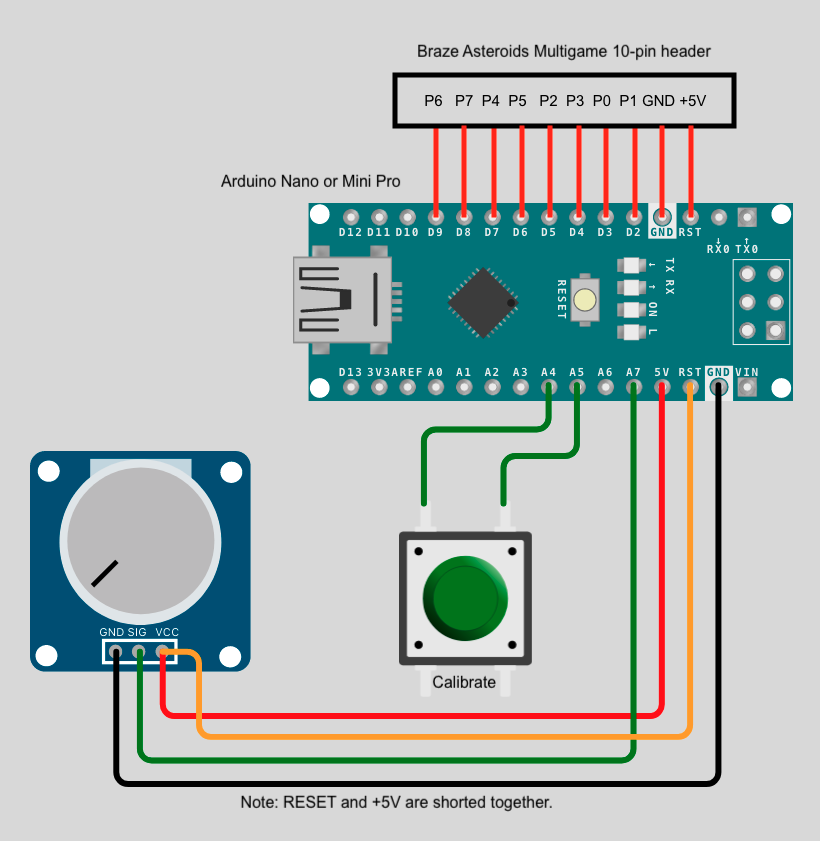 Braze Asteroids Multigame 10-pin header
P6 P7 P4 P5 P2 P3 P0 P1 GND +5V
Arduino Nano or Mini Pro
D12 D11 D10 D9 D8 D7 D6 D5 D4 D3 D2 GND RST
RX0 TX0
RESET
TX RX
ON L
D13 3V3 AREF A0 A1 A2 A3 A4 A5 A6 A7 5V RST GND VIN
GND SIG VCC
Calibrate
Note: RESET and +5V are shorted together.